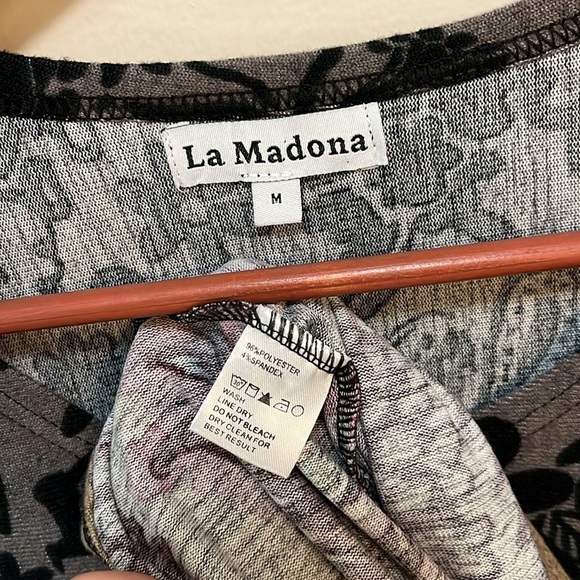 La Madona
M
96%POLYESTER
4%SPANDEX
WASH
LINE DRY
DO NOT BLEACH
DRY CLEAN FOR
BEST RESULT